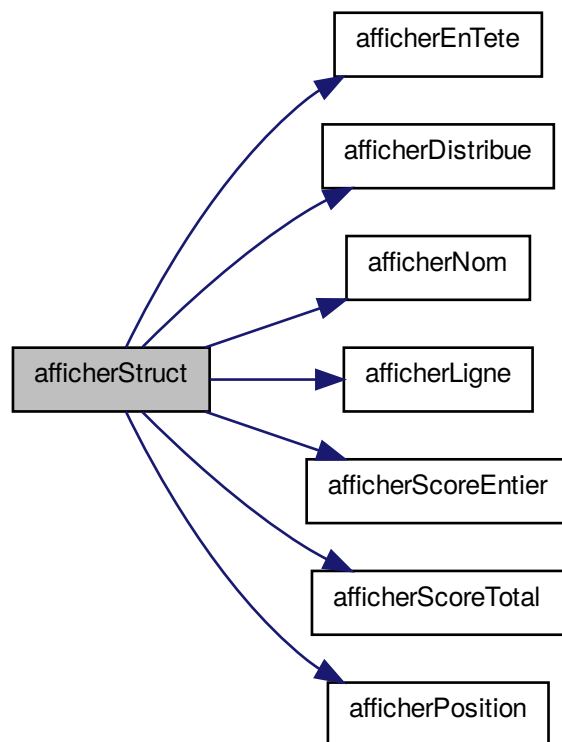 afficherEnTete
afficherDistribue
afficherNom
afficherStruct
afficherLigne
afficherScoreEntier
afficherScoreTotal
afficherPosition